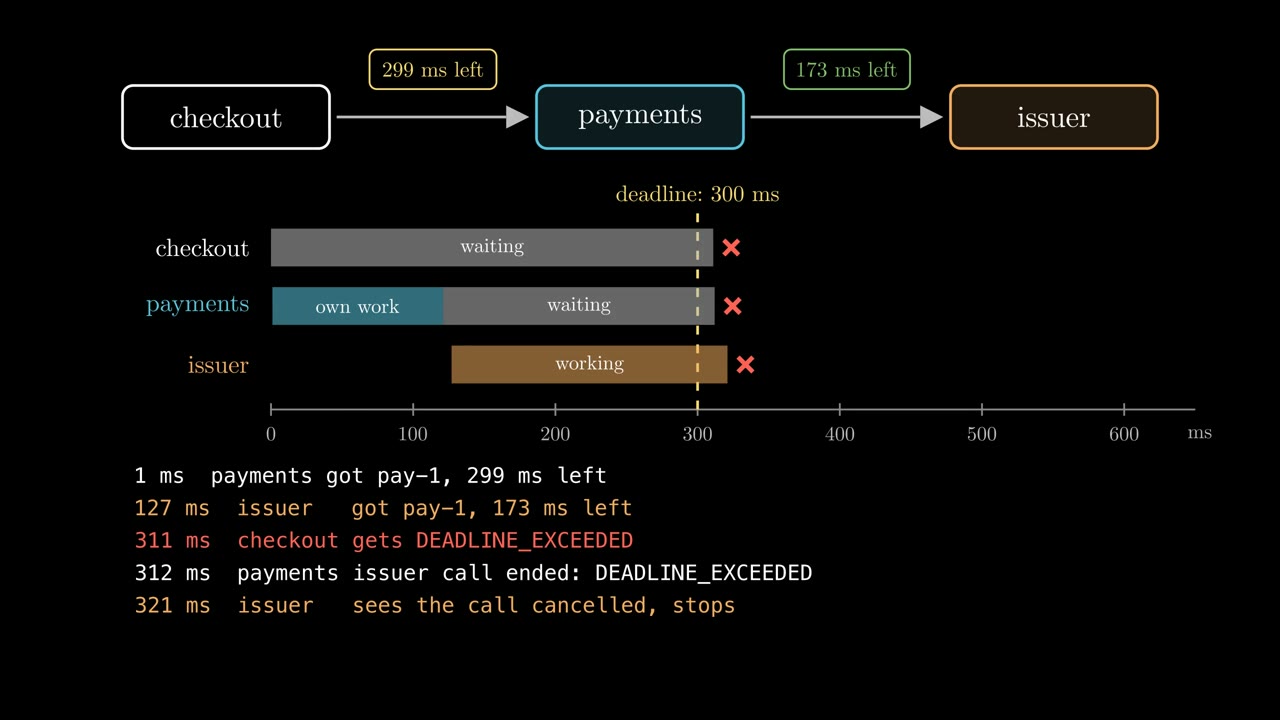 299 ms left
173 ms left
checkout
payments
issuer
deadline: 300 ms
checkout
waiting
payments
own work
waiting
issuer
working
0
100
200
300
400
500
600
ms
1 ms  payments got pay-1, 299 ms left
127 ms  issuer   got pay-1, 173 ms left
311 ms  checkout gets DEADLINE_EXCEEDED
312 ms  payments issuer call ended: DEADLINE_EXCEEDED
321 ms  issuer   sees the call cancelled, stops